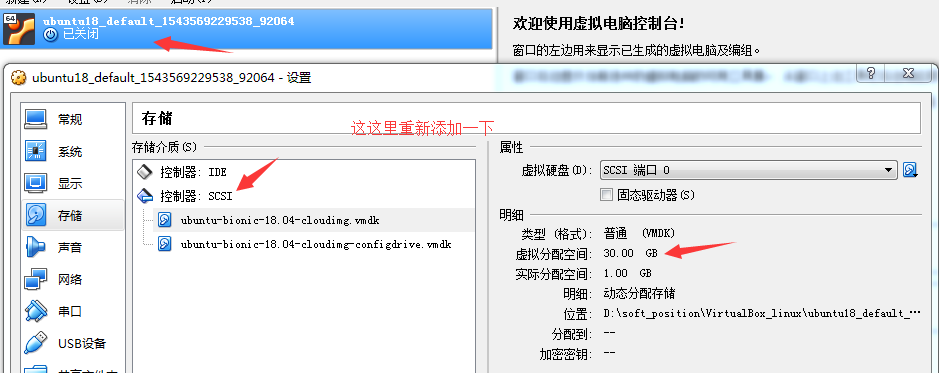 64
ubuntu18_default_1543569229538_92064
已关闭
欢迎使用虚拟电脑控制台!
窗口的左边用来显示已生成的虚拟电脑及编组。
ubuntu18_default_1543569229538_92064 - 设置
常规
系统
显示
存储
声音
网络
串口
USB设备
存储
这这里重新添加一下
存储介质(S)
控制器: IDE
控制器: SCSI
ubuntu-bionic-18.04-cloudimg.vmdk
ubuntu-bionic-18.04-cloudimg-configdrive.vmdk
属性
虚拟硬盘(D): SCSI 端口 0
固态驱动器(S)
明细
类型 (格式): 普通 (VMDK)
虚拟分配空间: 30.00 GB
实际分配空间: 1.00 GB
明细: 动态分配存储
位置: D:\soft_position\VirtualBox_linux\ubuntu18_default_···
分配到: --
加密密钥: --